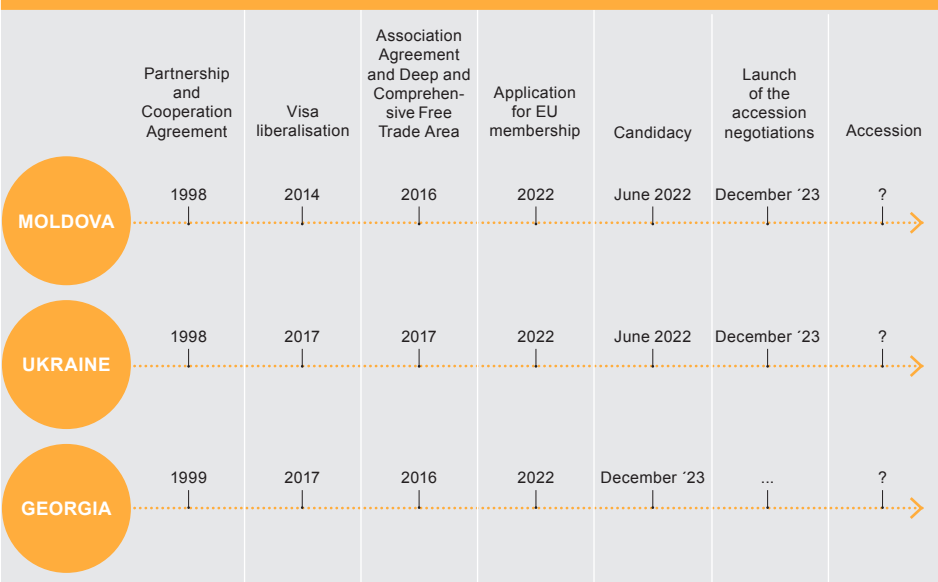 Partnership
and
Cooperation
Agreement
Visa
liberalisation
Association
Agreement
and Deep and
Comprehen-
sive Free
Trade Area
Application
for EU
membership
Candidacy
Launch
of the
accession
negotiations
Accession
MOLDOVA
1998 2014 2016 2022 June 2022 December ´23 ?
UKRAINE
1998 2017 2017 2022 June 2022 December ´23 ?
GEORGIA
1999 2017 2016 2022 December ´23 ... ?